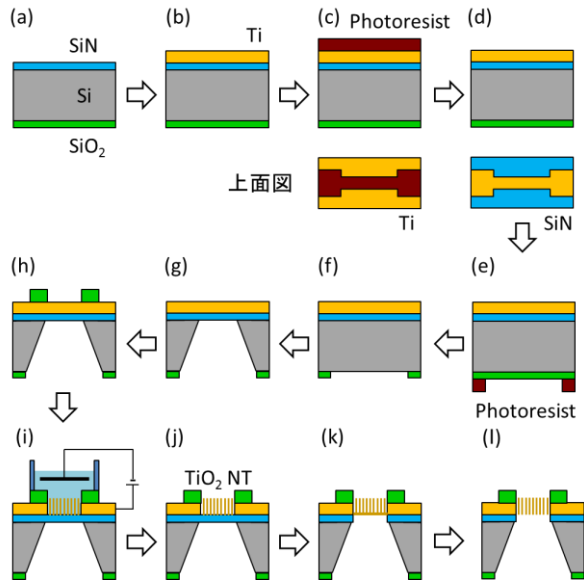 (a)
(b)
(c)
(d)
SiN
Ti
Photoresist
Si
SiO₂
上面図
Ti
SiN
(h)
(g)
(f)
(e)
Photoresist
(i)
(j)
(k)
(l)
TiO₂ NT